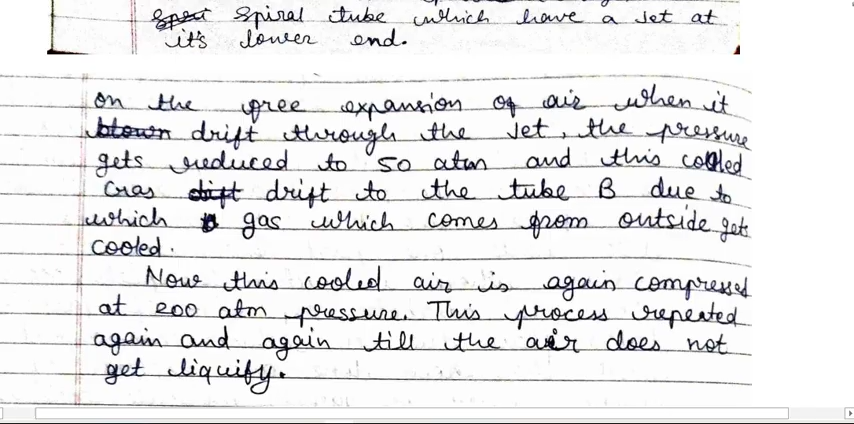 spiral tube which have a Jet at
it's lower end.
on the free expansion of air when it
drift through the Jet, the pressure
gets reduced to 50 atm and this cooled
Gas drift to the tube B due to
which gas which comes from outside gets
cooled.
Now this cooled air is again compressed
at 200 atm pressure. This process repeated
again and again till the air does not
get liquify.